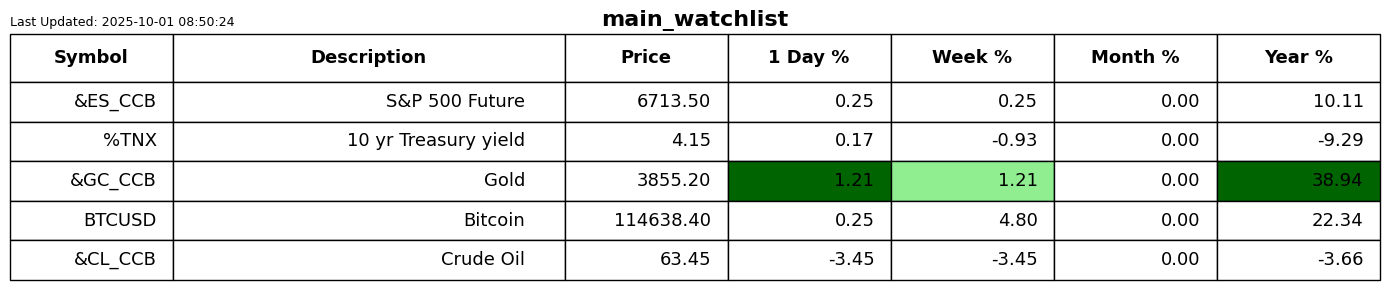 Last Updated: 2025-10-01 08:50:24
main_watchlist
Symbol Description Price 1 Day % Week % Month % Year %
&ES_CCB S&P 500 Future 6713.50 0.25 0.25 0.00 10.11
%TNX 10 yr Treasury yield 4.15 0.17 -0.93 0.00 -9.29
&GC_CCB Gold 3855.20 1.21 1.21 0.00 38.94
BTCUSD Bitcoin 114638.40 0.25 4.80 0.00 22.34
&CL_CCB Crude Oil 63.45 -3.45 -3.45 0.00 -3.66